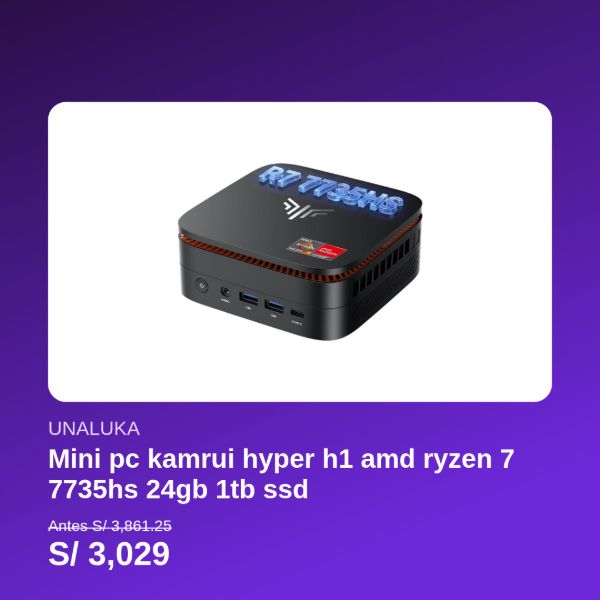 R7 7735HS
UNALUKA
Mini pc kamrui hyper h1 amd ryzen 7
7735hs 24gb 1tb ssd
Antes S/ 3,861.25
S/ 3,029